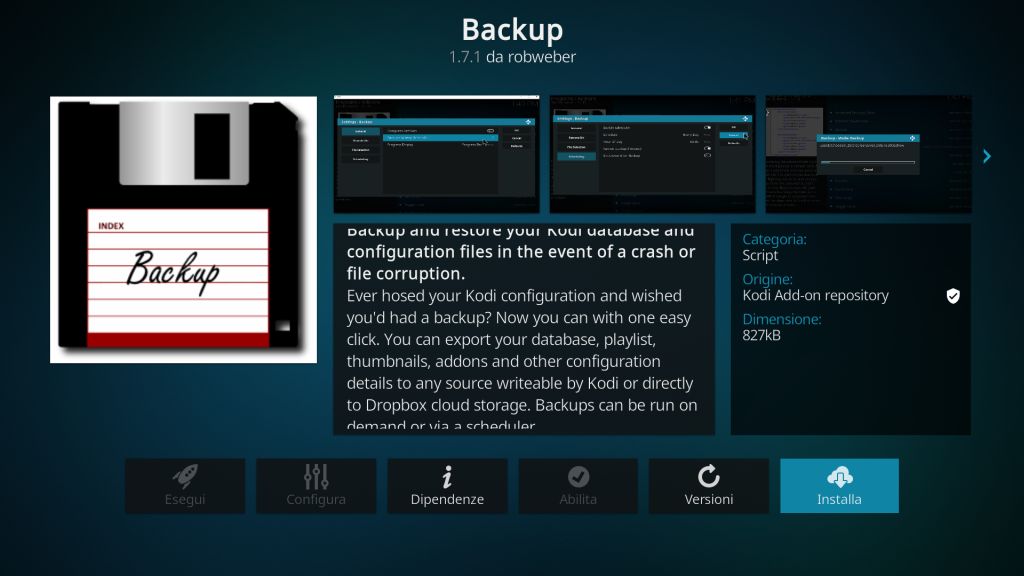 Backup
1.7.1 da robweber
INDEX
Backup
Backup and restore your Kodi database and
configuration files in the event of a crash or
file corruption.
Ever hosed your Kodi configuration and wished
you'd had a backup? Now you can with one easy
click. You can export your database, playlist,
thumbnails, addons and other configuration
details to any source writeable by Kodi or directly
to Dropbox cloud storage. Backups can be run on
demand or via a scheduler.
Categoria:
Script
Origine:
Kodi Add-on repository
Dimensione:
827kB
Esegui
Configura
Dipendenze
Abilita
Versioni
Installa